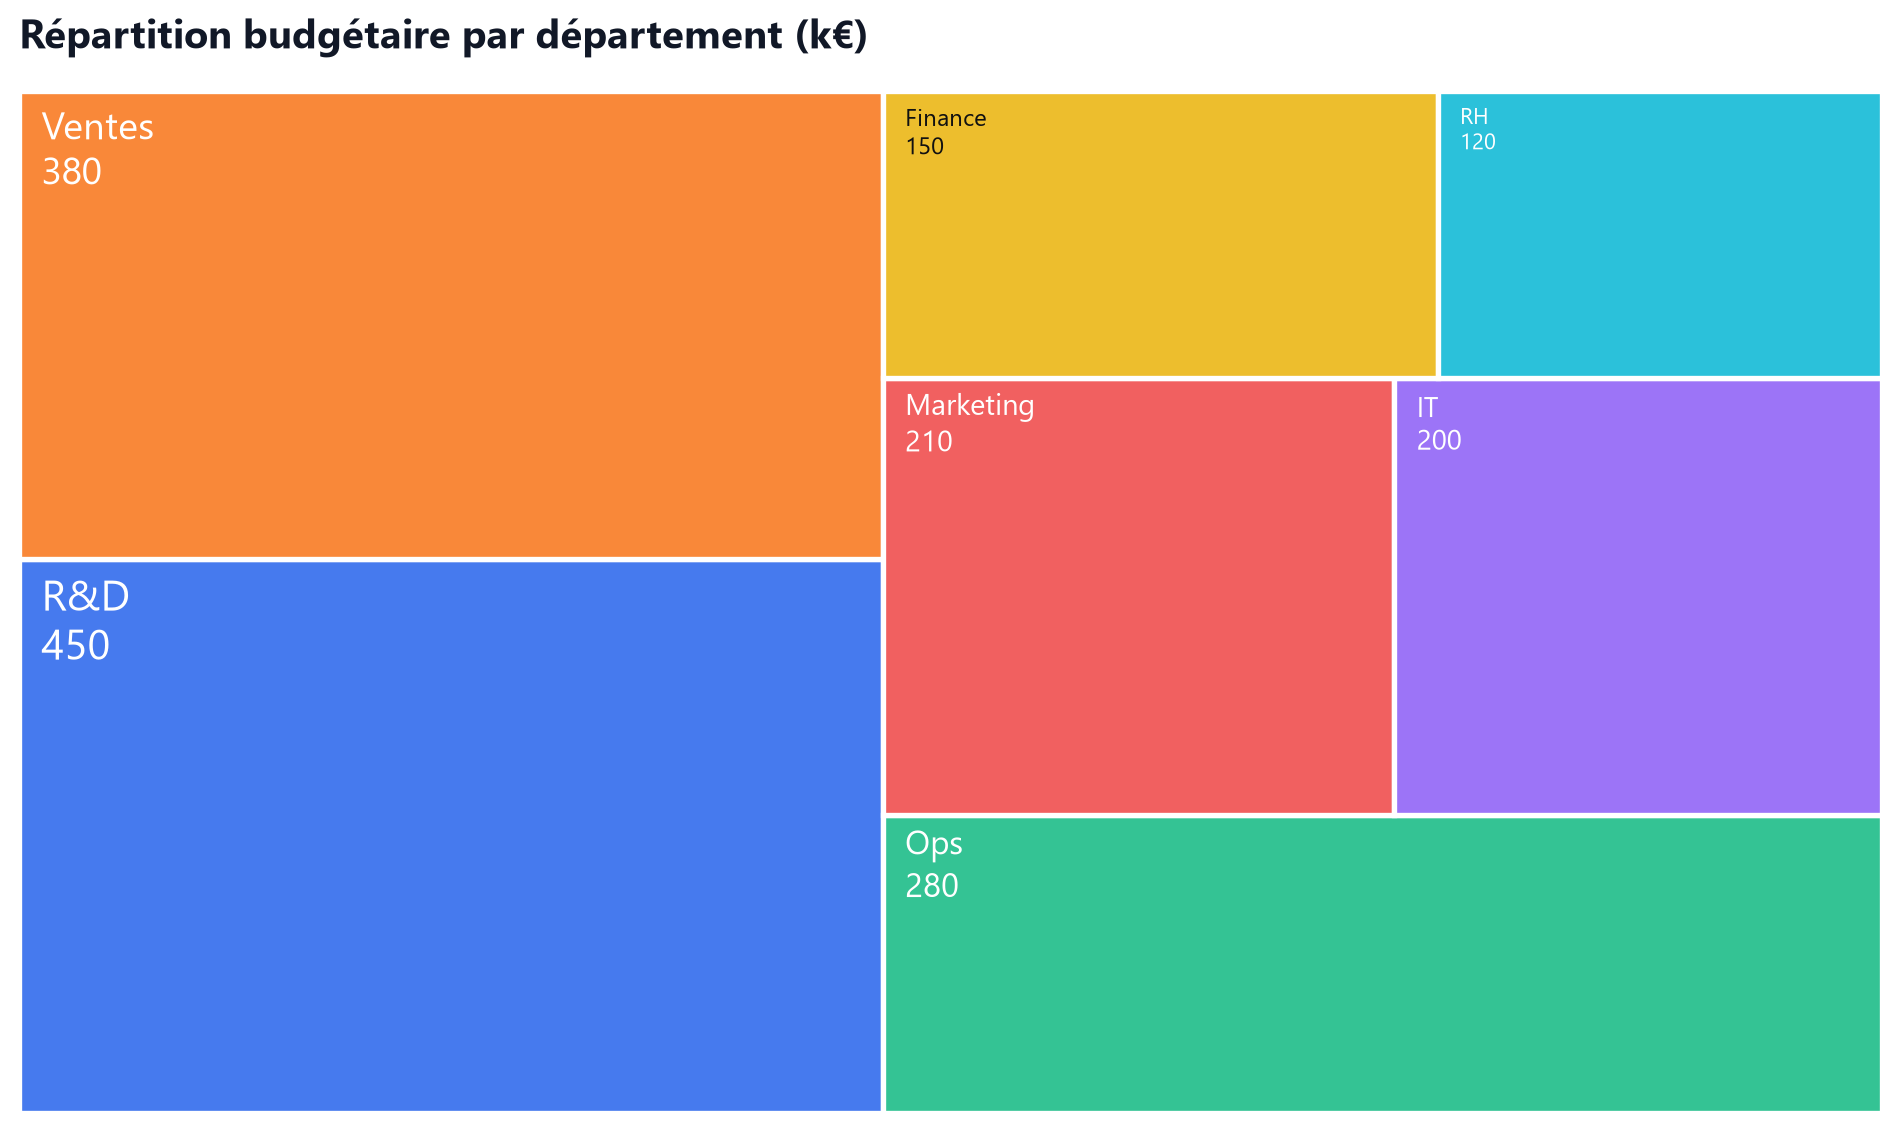 Répartition budgétaire par département (k€)
Ventes
380
Finance
150
RH
120
Marketing
210
IT
200
R&D
450
Ops
280